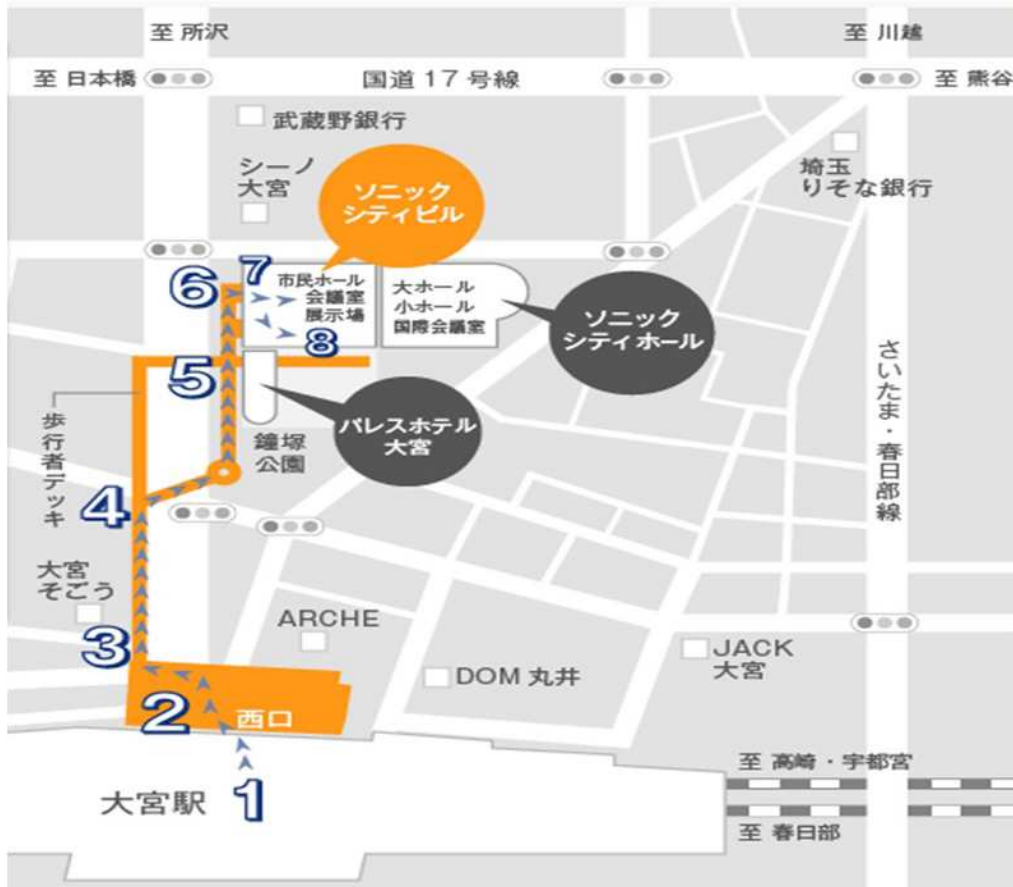 至 所沢
至 川越
至 日本橋
国道 17 号線
至 熊谷
武蔵野銀行
シーノ
大宮
ソニック
シティビル
埼玉
りそな銀行
6
7
市民ホール
会議室
展示場
8
大ホール
小ホール
国際会議室
ソニック
シティホール
5
パレスホテル
大宮
さいたま・春日部線
歩行者デッキ
鐘塚
公園
4
大宮
そごう
ARCHE
3
JACK
大宮
DOM 丸井
2
西口
1
大宮駅
至 高崎・宇都宮
至 春日部